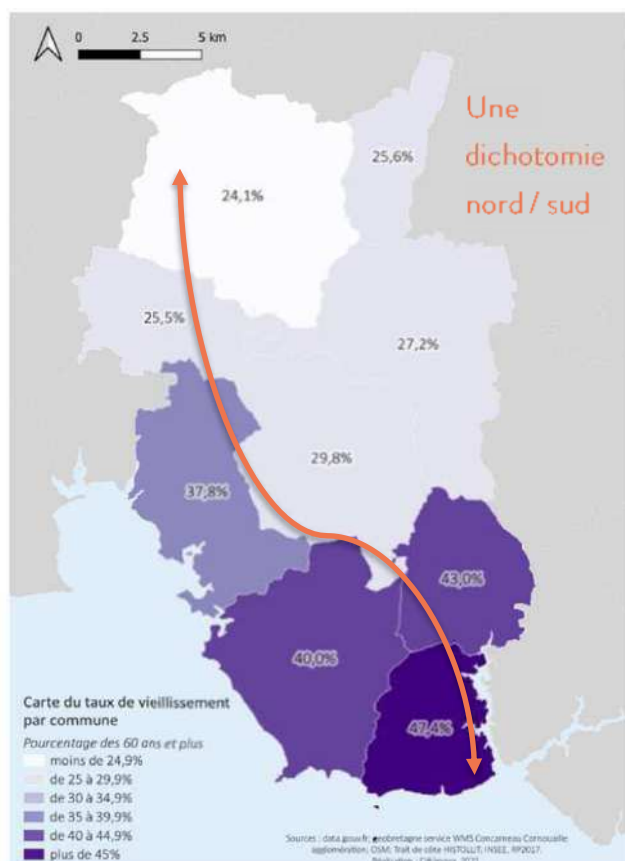 0 2.5 5 km
Une
dichotomie
nord / sud
25,6%
24,1%
25,5%
27,2%
29,8%
37,8%
43,0%
40,0%
47,4%
Carte du taux de vieillissement
par commune
Pourcentage des 60 ans et plus
moins de 24,9%
de 25 à 29,9%
de 30 à 34,9%
de 35 à 39,9%
de 40 à 44,9%
plus de 45%
Sources : data.gouv.fr, geobretagne service WMS Concarneau Cornouaille
agglomération, OSM, Trait de côte HISTOLITT, INSEE, RP2017.